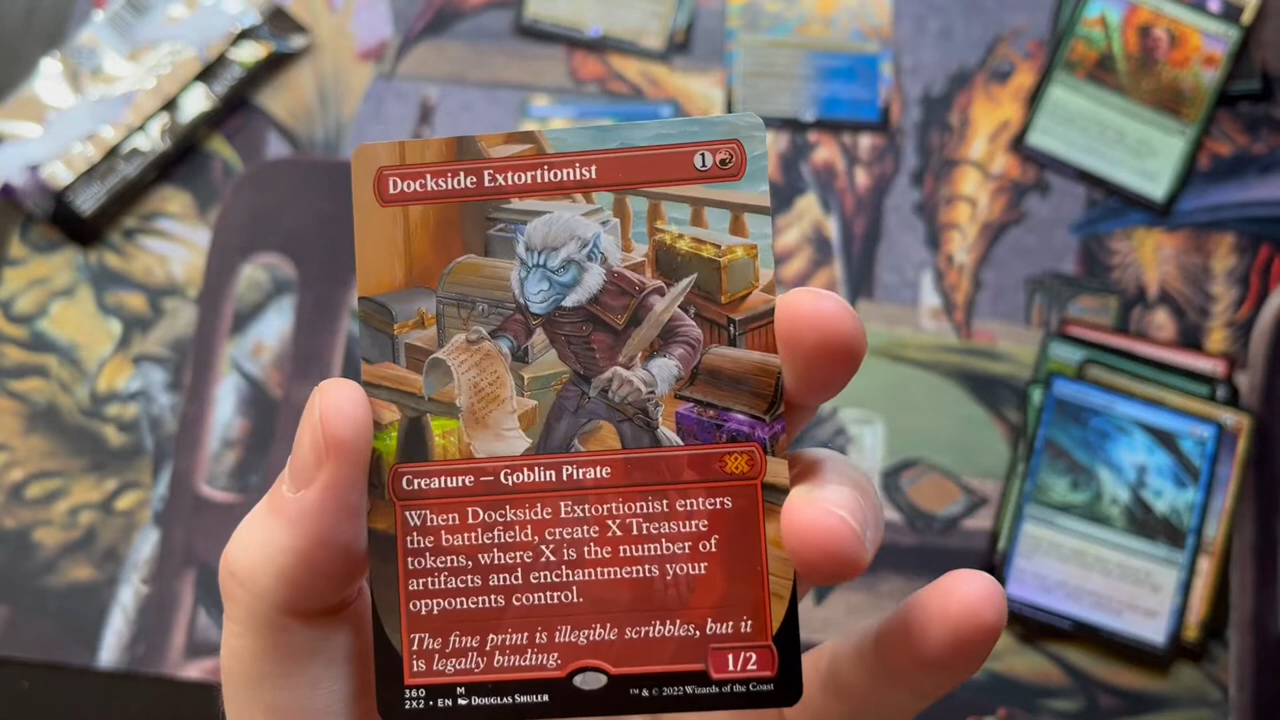 Dockside Extortionist 1
Creature — Goblin Pirate
When Dockside Extortionist enters
the battlefield, create X Treasure
tokens, where X is the number of
artifacts and enchantments your
opponents control.
The fine print is illegible scribbles, but it
is legally binding.
1/2
360 M
2X2 • EN Douglas Shuler
™ & © 2022 Wizards of the Coast